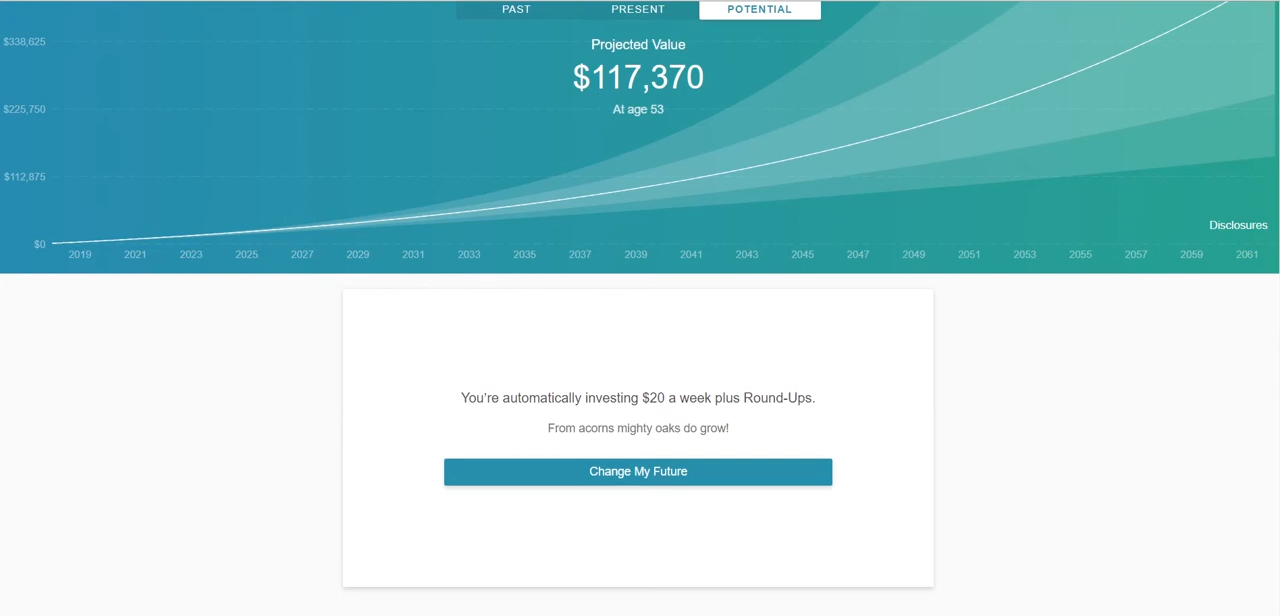 PAST PRESENT POTENTIAL
Projected Value
$117,370
At age 53
$338,625
$225,750
$112,875
$0
Disclosures
2019 2021 2023 2025 2027 2029 2031 2033 2035 2037 2039 2041 2043 2045 2047 2049 2051 2053 2055 2057 2059 2061
You're automatically investing $20 a week plus Round-Ups.
From acorns mighty oaks do grow!
Change My Future